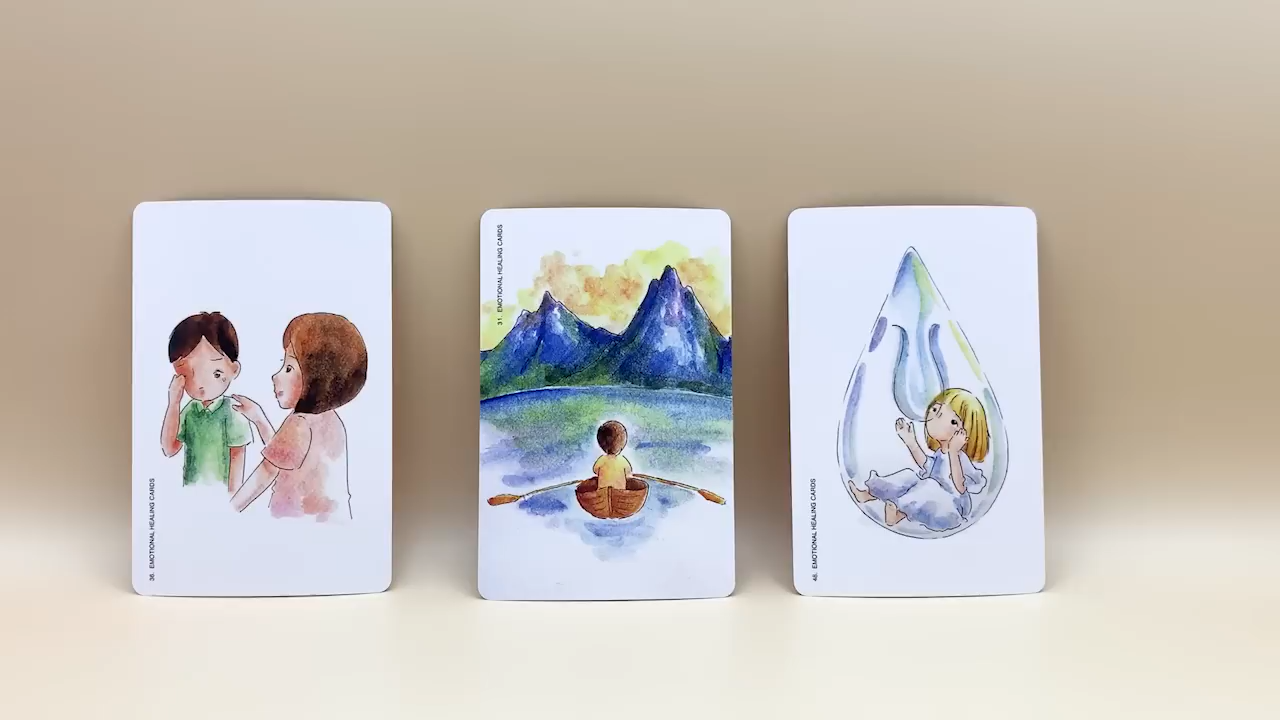 36. EMOTIONAL HEALING CARDS
31. EMOTIONAL HEALING CARDS
46. EMOTIONAL HEALING CARDS